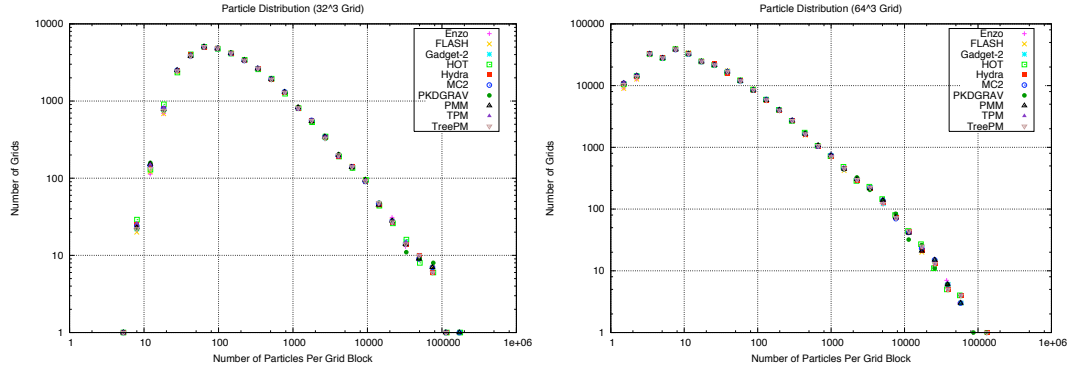 Particle Distribution (32^3 Grid)
Number of Grids
10000
1000
100
10
1
1 10 100 1000 10000 100000 1e+06
Number of Particles Per Grid Block
Enzo
FLASH
Gadget-2
HOT
Hydra
MC2
PKDGRAV
PMM
TPM
TreePM
Particle Distribution (64^3 Grid)
Number of Grids
100000
10000
1000
100
10
1
1 10 100 1000 10000 100000 1e+06
Number of Particles Per Grid Block
Enzo
FLASH
Gadget-2
HOT
Hydra
MC2
PKDGRAV
PMM
TPM
TreePM